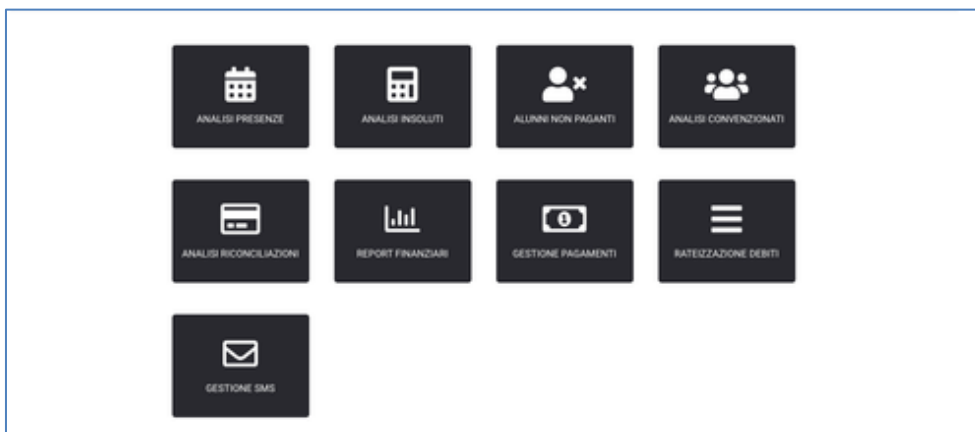 ANALISI PRESENZE
ANALISI INSOLUTI
ALUNNI NON PAGANTI
ANALISI CONVENZIONATI
ANALISI RICONCILIAZIONI
REPORT FINANZIARI
GESTIONE PAGAMENTI
RATEIZZAZIONE DEBITI
GESTIONE SMS